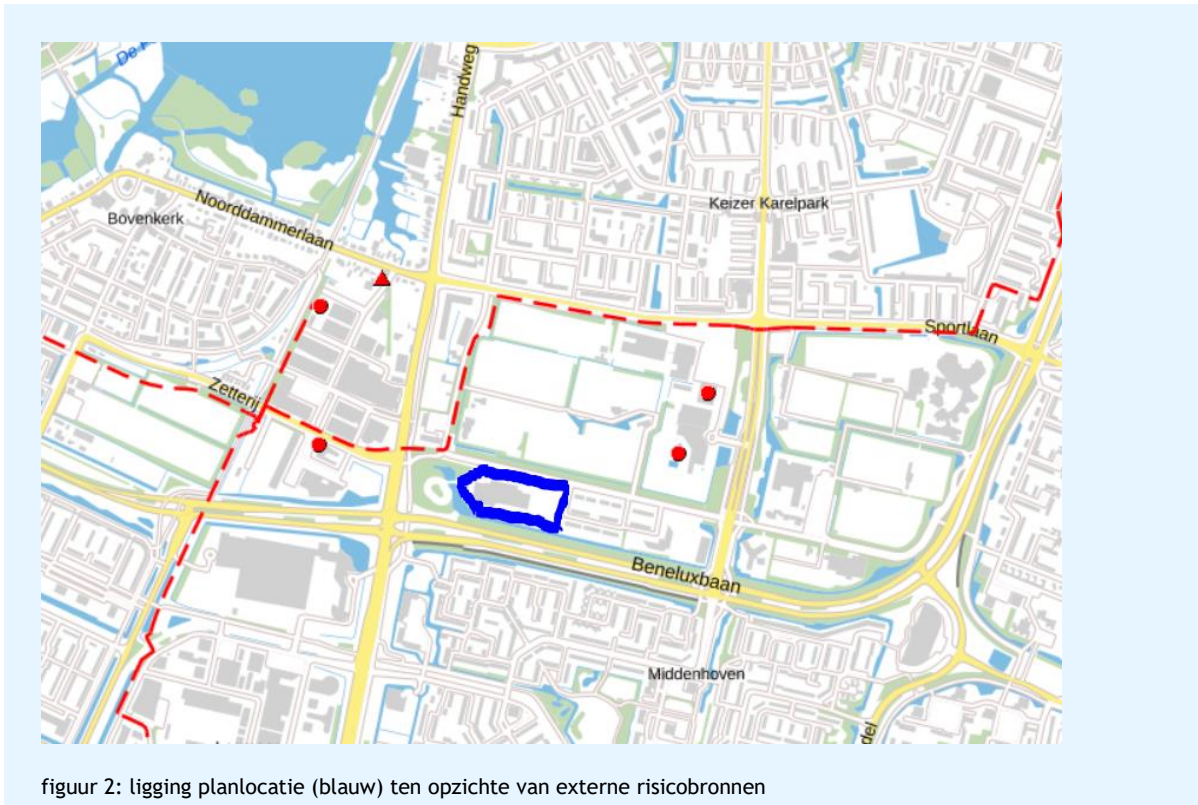 Handweg
Noorddammerlaan
Bovenkerk
Keizer Karelpark
Sportlaan
Zetterij
Beneluxbaan
Middenhoven
figuur 2: ligging planlocatie (blauw) ten opzichte van externe risicobronnen